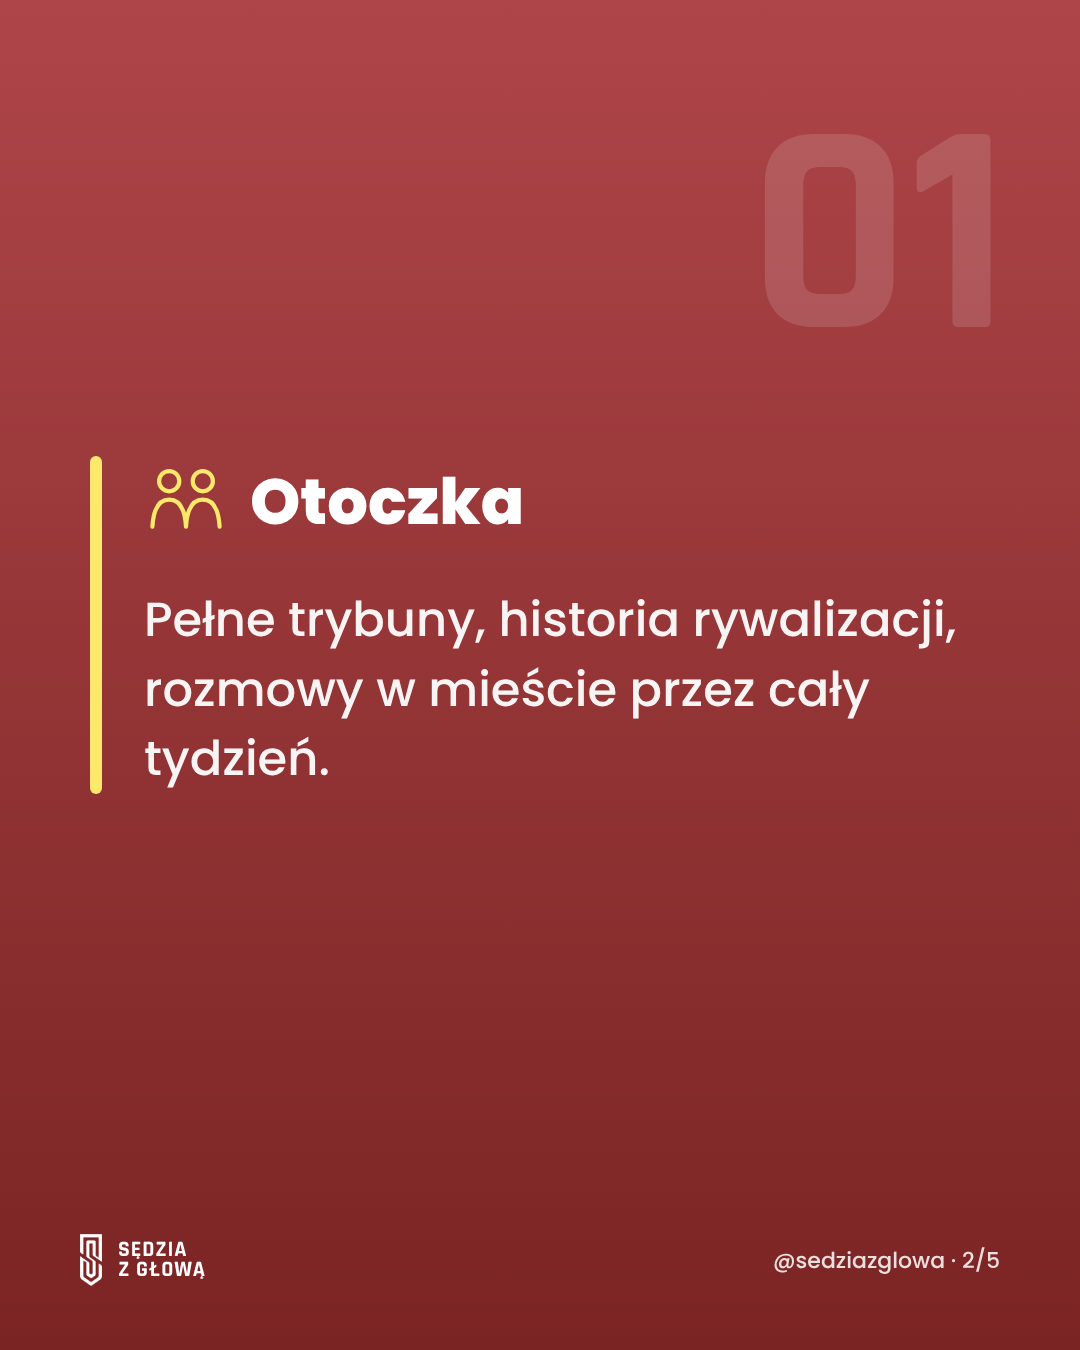 01
Otoczka
Pełne trybuny, historia rywalizacji,
rozmowy w mieście przez cały
tydzień.
SĘDZIA
Z GŁOWĄ
@sedziazglowa · 2/5